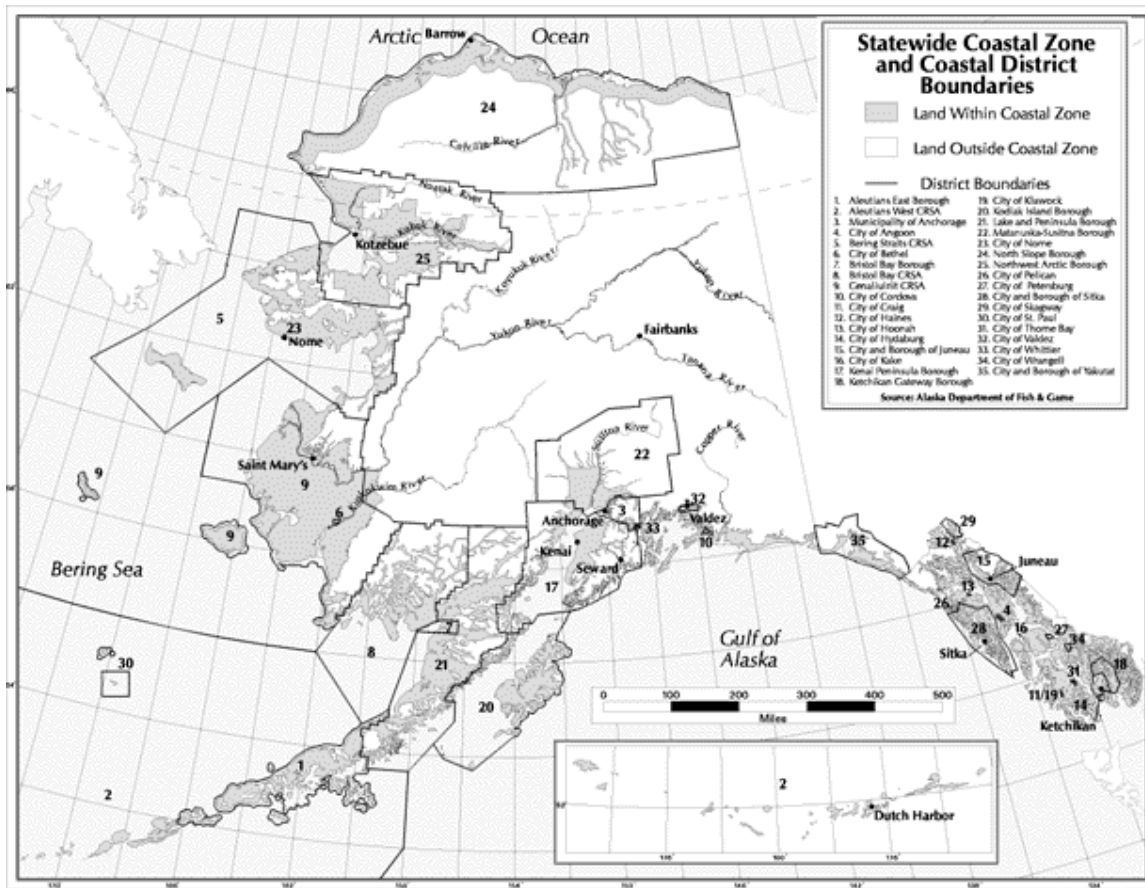 Arctic Barrow Ocean
Statewide Coastal Zone
and Coastal District
Boundaries
Land Within Coastal Zone
Land Outside Coastal Zone
District Boundaries
1. Aleutians East Borough
2. Aleutians West CRSA
3. Municipality of Anchorage
4. City of Angoon
5. Bering Straits CRSA
6. City of Bethel
7. Bristol Bay Borough
8. Bristol Bay CRSA
9. Cenaliulriit CRSA
10. City of Cordova
11. City of Craig
12. City of Haines
13. City of Hoonah
14. City of Hydaburg
15. City and Borough of Juneau
16. City of Kake
17. Kenai Peninsula Borough
18. Ketchikan Gateway Borough
19. City of Klawock
20. Kodiak Island Borough
21. Lake and Peninsula Borough
22. Matanuska-Susitna Borough
23. City of Nome
24. North Slope Borough
25. Northwest Arctic Borough
26. City of Pelican
27. City of Petersburg
28. City and Borough of Sitka
29. City of Skagway
30. City of St. Paul
31. City of Thorne Bay
32. City of Valdez
33. City of Whittier
34. City of Wrangell
35. City and Borough of Yakutat
Source: Alaska Department of Fish & Game
24
Colville River
Noatak River
Kobuk River
Kotzebue
25
Koyukuk River
Yukon River
5
23
Nome
Yukon River
Fairbanks
Tanana River
Susitna River
Copper River
22
Saint Mary's
9
9
Kuskokwim River
6
9
32
Anchorage
3
Valdez
33
10
Kenai
Seward
17
35
29
12
15
Juneau
13
26
4
28
16
27
34
Sitka
18
31
11/19
14
Ketchikan
Bering Sea
7
8
21
30
20
Gulf of
Alaska
0 100 200 300 400 500
Miles
1
2
2
Dutch Harbor